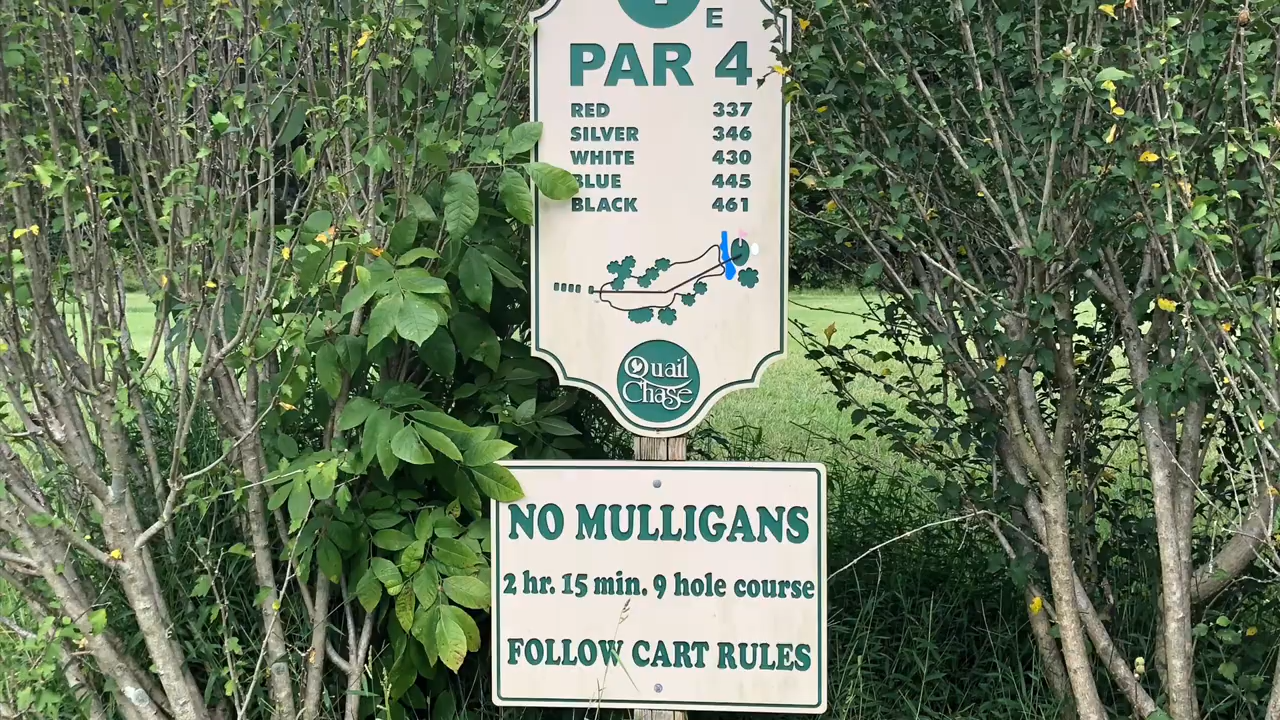 E
PAR 4
RED 337
SILVER 346
WHITE 430
BLUE 445
BLACK 461
Quail
Chase
NO MULLIGANS
2 hr. 15 min. 9 hole course
FOLLOW CART RULES